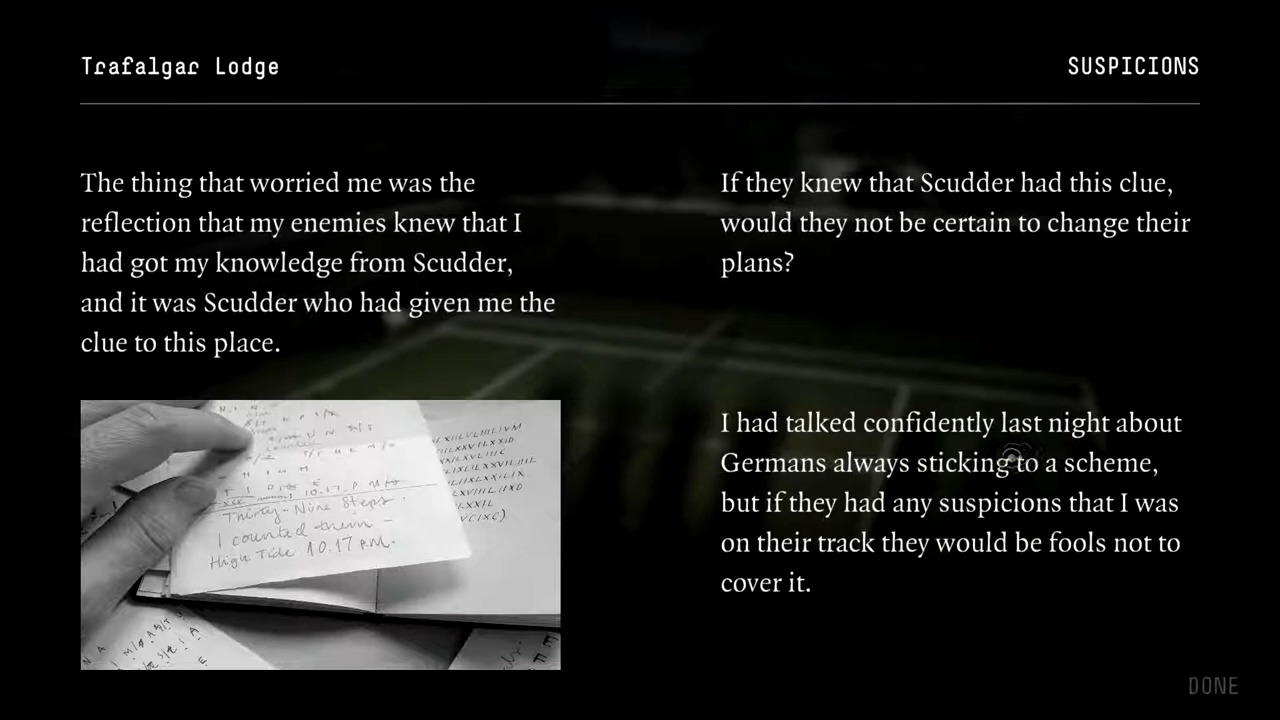 Trafalgar Lodge
SUSPICIONS
The thing that worried me was the
reflection that my enemies knew that I
had got my knowledge from Scudder,
and it was Scudder who had given me the
clue to this place.
Thirty-Nine Steps
I counted them -
High Tide 10.17 P.M.
If they knew that Scudder had this clue,
would they not be certain to change their
plans?
I had talked confidently last night about
Germans always sticking to a scheme,
but if they had any suspicions that I was
on their track they would be fools not to
cover it.
DONE